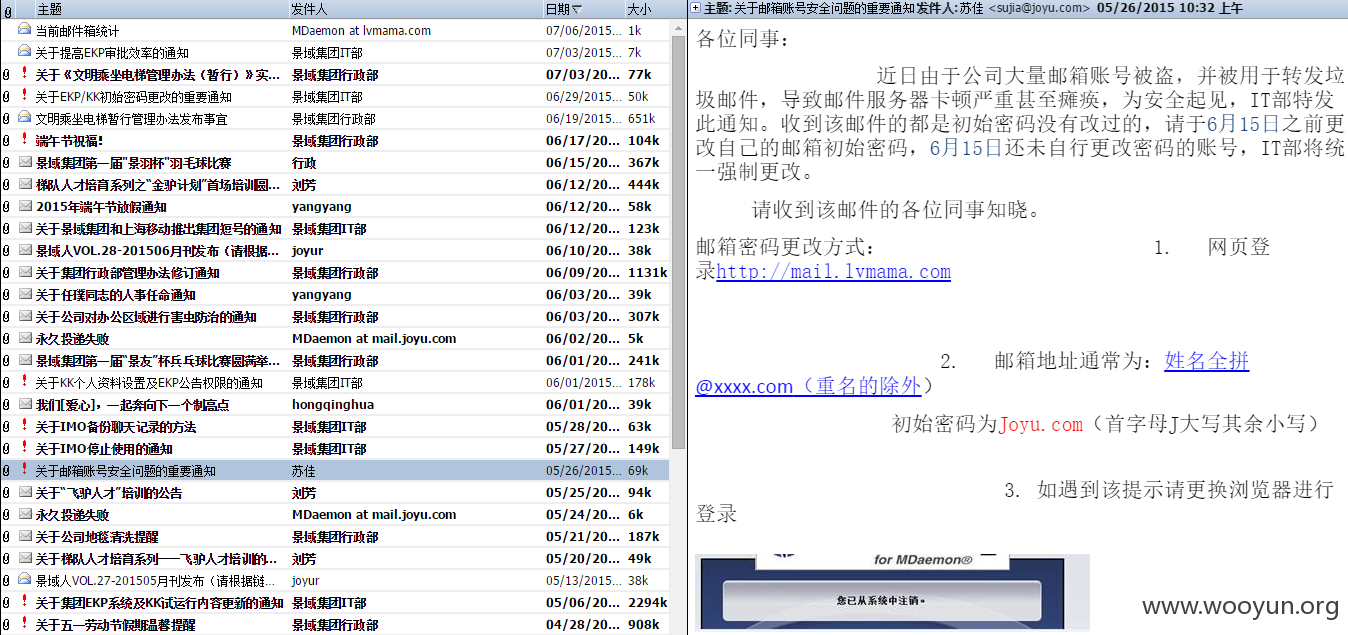 主题 发件人 日期 大小
当前邮件箱统计 MDaemon at lvmama.com 07/06/2015... 1k
关于提高EKP审批效率的通知 景域集团IT部 07/03/2015... 7k
关于《文明乘坐电梯管理办法（暂行）》实... 景域集团行政部 07/03/20... 77k
关于EKP/KK初始密码更改的重要通知 景域集团IT部 06/29/2015... 50k
文明乘坐电梯暂行管理办法发布事宜 景域集团行政部 06/19/2015... 651k
端午节祝福! 景域集团行政部 06/17/20... 104k
景域集团第一届"景羽杯"羽毛球比赛 行政 06/15/20... 367k
梯队人才培育系列之“金驴计划”首场培训圆... 刘芳 06/12/20... 444k
2015年端午节放假通知 yangyang 06/12/20... 58k
关于景域集团和上海移动推出集团短号的通知 景域集团IT部 06/12/20... 123k
景域人VOL.28-201506月刊发布（请根据... joyur 06/10/20... 38k
关于集团行政部管理办法修订通知 景域集团行政部 06/09/20... 1131k
关于任璞同志的人事任命通知 yangyang 06/03/20... 39k
关于公司对办公区域进行害虫防治的通知 景域集团行政部 06/03/20... 307k
永久投递失败 MDaemon at mail.joyu.com 06/02/20... 5k
景域集团第一届“景友”杯乒乓球比赛圆满举... 景域集团行政部 06/01/20... 241k
关于KK个人资料设置及EKP公告权限的通知 景域集团IT部 06/01/2015... 178k
我们[爱心]，一起奔向下一个制高点 hongqinghua 06/01/20... 39k
关于IMO备份聊天记录的方法 景域集团IT部 05/28/20... 63k
关于IMO停止使用的通知 景域集团IT部 05/27/20... 149k
关于邮箱账号安全问题的重要通知 苏佳 05/26/2015... 69k
关于“飞驴人才”培训的公告 刘芳 05/25/20... 94k
永久投递失败 MDaemon at mail.joyu.com 05/24/20... 6k
关于公司地毯清洗提醒 景域集团行政部 05/21/20... 187k
关于梯队人才培育系列——飞驴人才培训的... 刘芳 05/20/20... 49k
景域人VOL.27-201505月刊发布（请根据链... joyur 05/13/2015... 38k
关于集团EKP系统及KK试运行内容更新的通知 景域集团IT部 05/06/20... 2294k
关于五一劳动节假期温馨提醒 景域集团行政部 04/28/20... 908k
主题: 关于邮箱账号安全问题的重要通知 发件人: 苏佳 <sujia@joyu.com> 05/26/2015 10:32 上午
各位同事：
近日由于公司大量邮箱账号被盗，并被用于转发垃
圾邮件，导致邮件服务器卡顿严重甚至瘫痪，为安全起见，IT部特发
此通知。收到该邮件的都是初始密码没有改过的，请于6月15日之前更
改自己的邮箱初始密码，6月15日还未自行更改密码的账号，IT部将统
一强制更改。
请收到该邮件的各位同事知晓。
邮箱密码更改方式： 1. 网页登
录http://mail.lvmama.com
2. 邮箱地址通常为：姓名全拼
@xxxx.com（重名的除外）
初始密码为Joyu.com（首字母J大写其余小写）
3. 如遇到该提示请更换浏览器进行
登录
for MDaemon®
您已从系统中注销。
www.wooyun.org